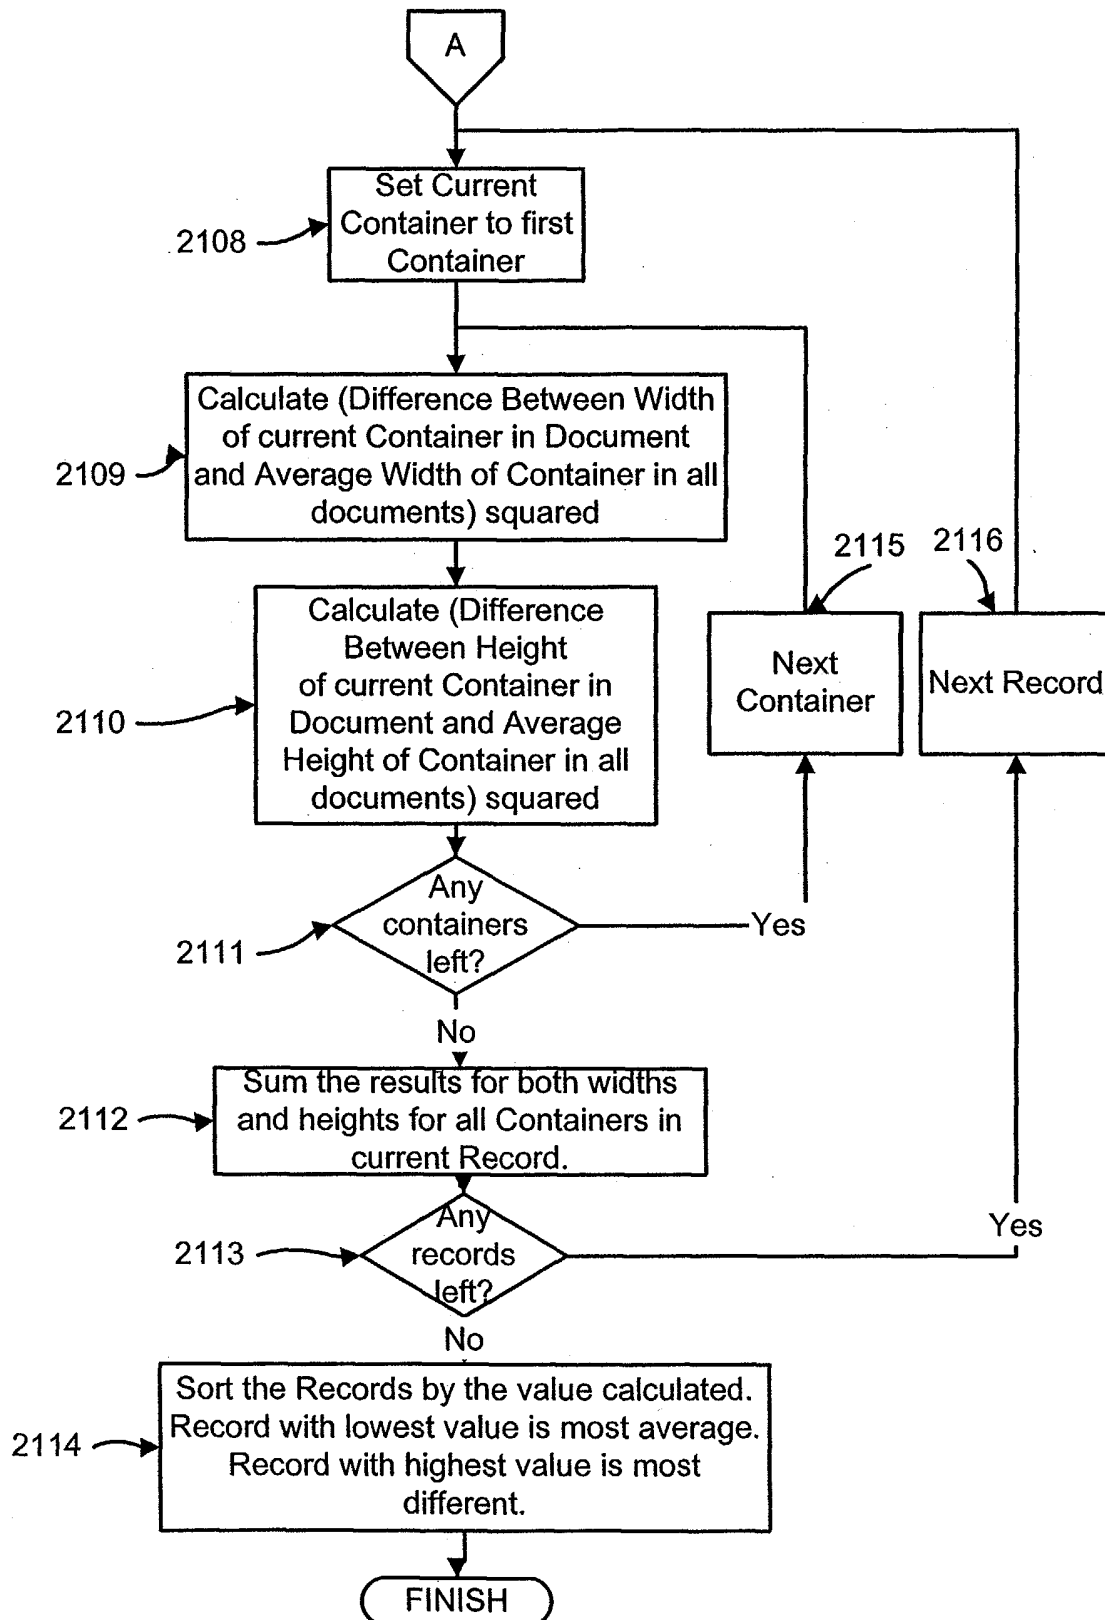 A
Set Current
Container to first
Container
2108
Calculate (Difference Between Width
of current Container in Document
and Average Width of Container in all
documents) squared
2109
2115
2116
Calculate (Difference
Between Height
of current Container in
Document and Average
Height of Container in all
documents) squared
2110
Next
Container
Next Record
Any
containers
left?
2111
Yes
No
Sum the results for both widths
and heights for all Containers in
current Record.
2112
Any
records
left?
2113
Yes
No
Sort the Records by the value calculated.
Record with lowest value is most average.
Record with highest value is most
different.
2114
FINISH